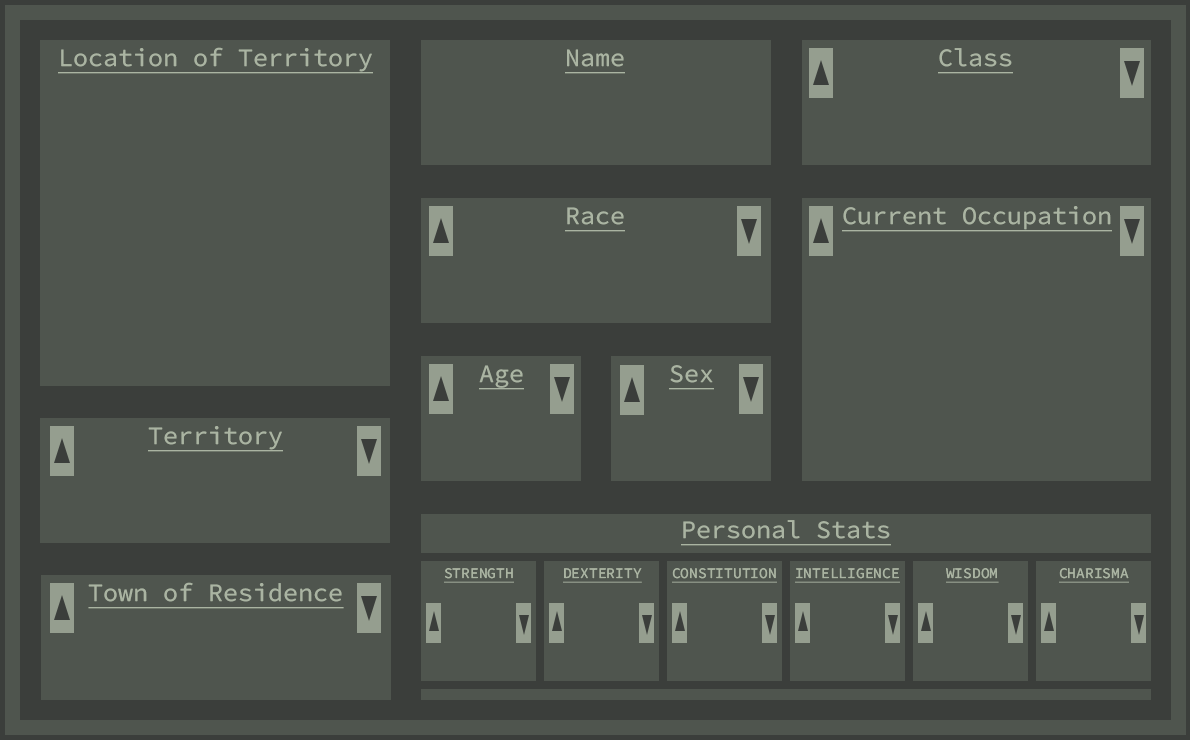 Location of Territory
Name
Class
Race
Current Occupation
Age
Sex
Territory
Personal Stats
STRENGTH
DEXTERITY
CONSTITUTION
INTELLIGENCE
WISDOM
CHARISMA
Town of Residence